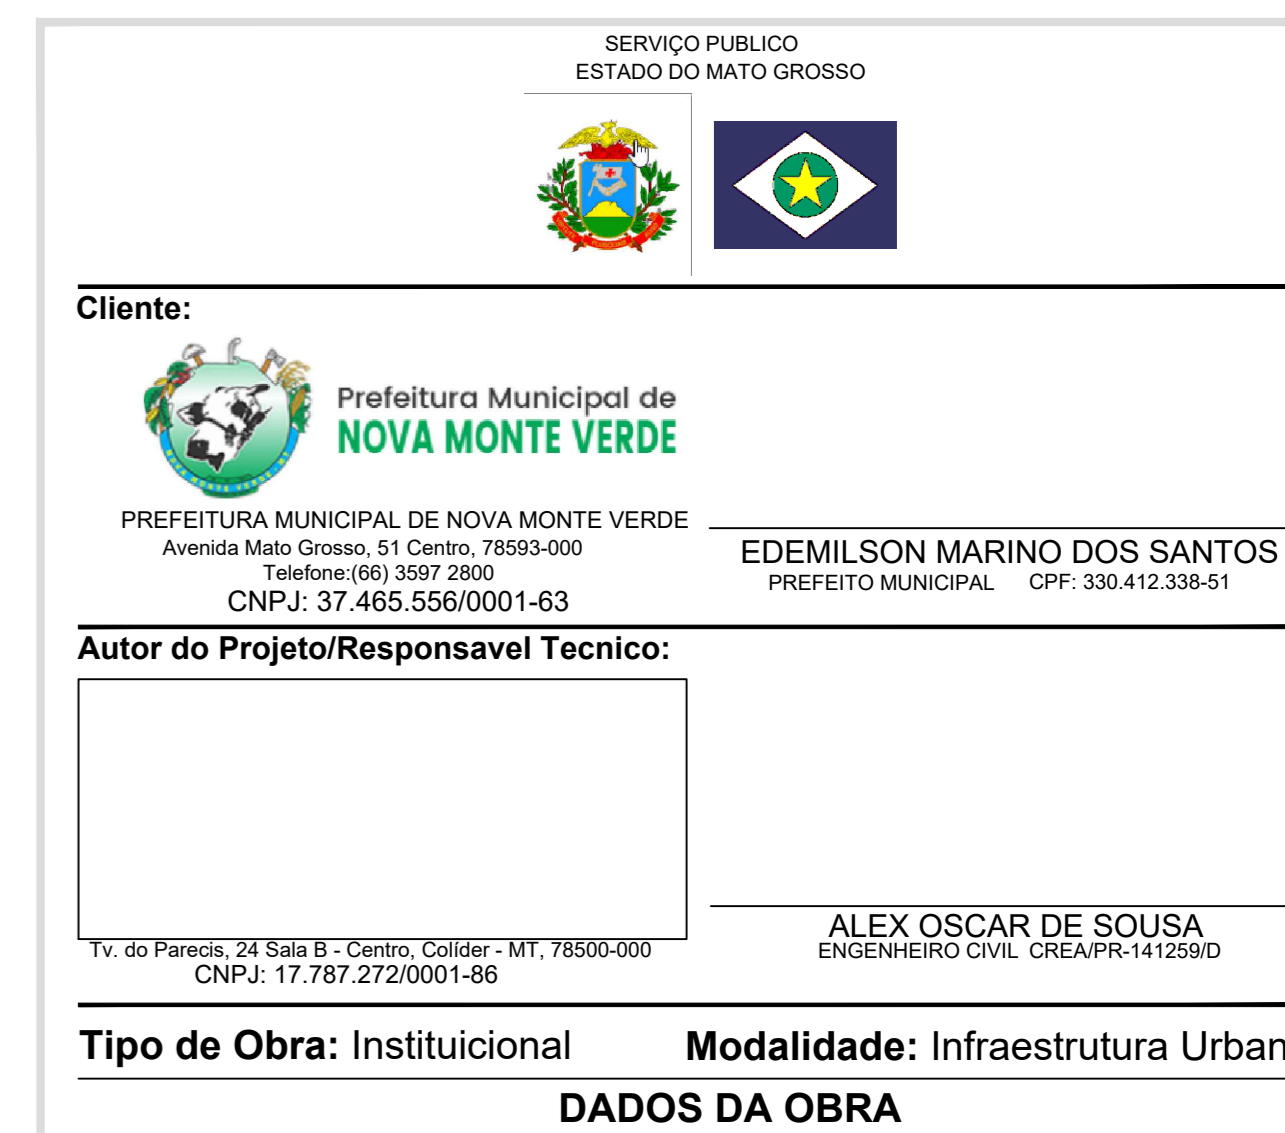 SERVIÇO PUBLICO
ESTADO DO MATO GROSSO
Cliente:
Prefeitura Municipal de
NOVA MONTE VERDE
NOVA MONTE VERDE - MT
PREFEITURA MUNICIPAL DE NOVA MONTE VERDE
Avenida Mato Grosso, 51 Centro, 78593-000
Telefone:(66) 3597 2800
CNPJ: 37.465.556/0001-63
EDEMILSON MARINO DOS SANTOS
PREFEITO MUNICIPAL CPF: 330.412.338-51
Autor do Projeto/Responsavel Tecnico:
Tv. do Parecis, 24 Sala B - Centro, Colíder - MT, 78500-000
CNPJ: 17.787.272/0001-86
ALEX OSCAR DE SOUSA
ENGENHEIRO CIVIL CREA/PR-141259/D
Tipo de Obra: Instituicional Modalidade: Infraestrutura Urban
DADOS DA OBRA